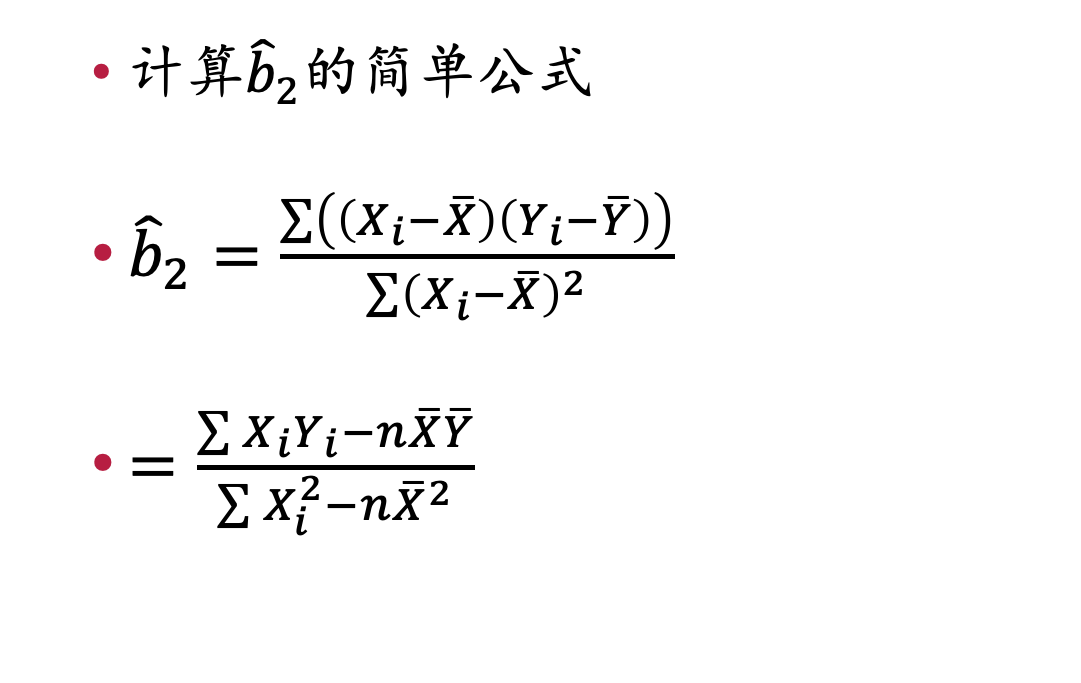 • 计算b̂₂的简单公式
• b̂₂ = ∑((Xᵢ−X̄)(Yᵢ−Ȳ)) / ∑(Xᵢ−X̄)²
• = ∑ XᵢYᵢ−nX̄Ȳ / ∑ Xᵢ²−nX̄²